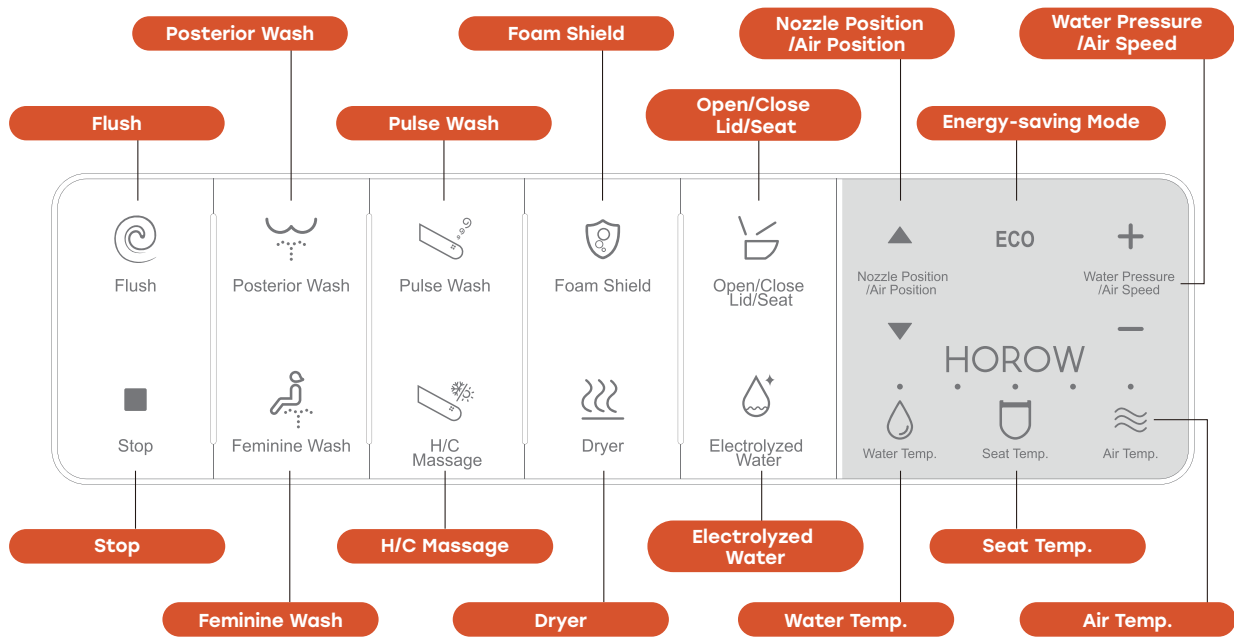 Posterior Wash
Foam Shield
Nozzle Position
/Air Position
Water Pressure
/Air Speed
Flush
Pulse Wash
Open/Close
Lid/Seat
Energy-saving Mode
Flush
Posterior Wash
Pulse Wash
Foam Shield
Open/Close
Lid/Seat
Nozzle Position
/Air Position
ECO
+
Water Pressure
/Air Speed
−
HOROW
Stop
Feminine Wash
H/C
Massage
Dryer
Electrolyzed
Water
Water Temp.
Seat Temp.
Air Temp.
Stop
H/C Massage
Electrolyzed
Water
Seat Temp.
Feminine Wash
Dryer
Water Temp.
Air Temp.